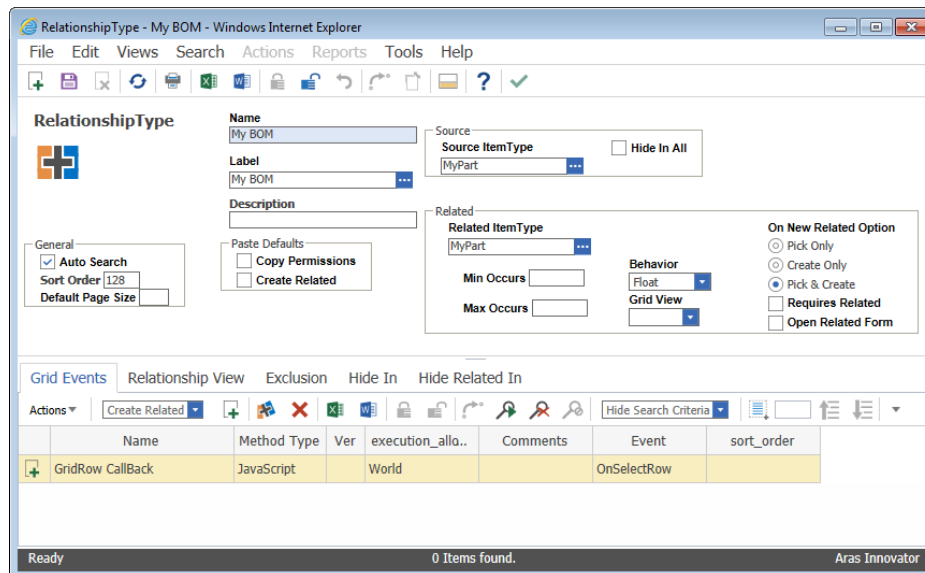 RelationshipType - My BOM - Windows Internet Explorer
File Edit Views Search Actions Reports Tools Help
RelationshipType
Name
My BOM
Label
My BOM
Description
Source
Source ItemType
MyPart
Hide In All
General
Auto Search
Sort Order 128
Default Page Size
Paste Defaults
Copy Permissions
Create Related
Related
Related ItemType
MyPart
Min Occurs
Max Occurs
Behavior
Float
Grid View
On New Related Option
Pick Only
Create Only
Pick & Create
Requires Related
Open Related Form
Grid Events Relationship View Exclusion Hide In Hide Related In
Actions Create Related Hide Search Criteria
Name Method Type Ver execution_allo... Comments Event sort_order
GridRow CallBack JavaScript World OnSelectRow
Ready 0 Items found. Aras Innovator